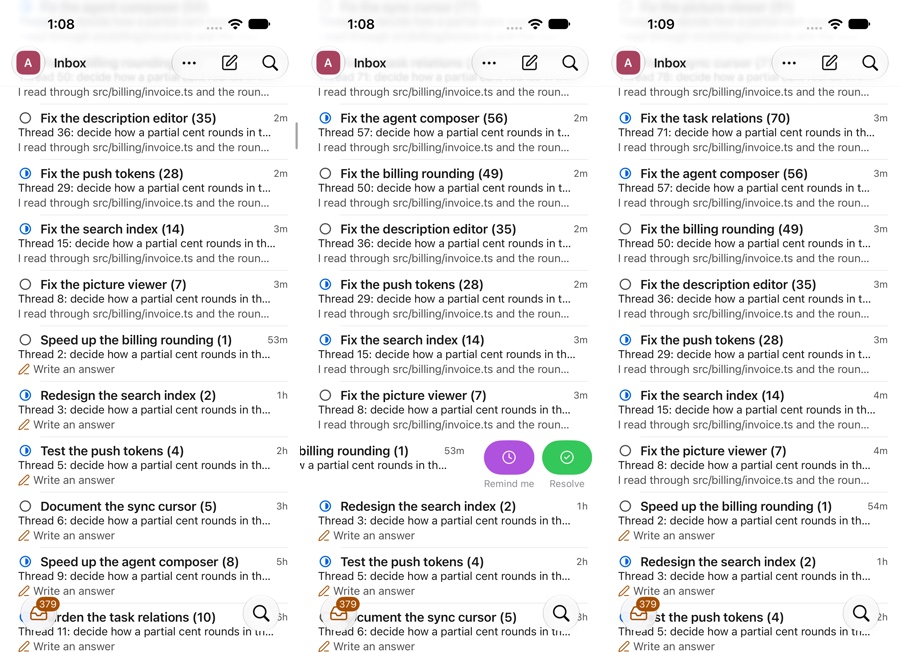 1:08
A
Inbox
Thread 50: decide how a partial cent rounds in t...
I read through src/billing/invoice.ts and the roun...
Fix the description editor (35)
2m
Thread 36: decide how a partial cent rounds in t...
I read through src/billing/invoice.ts and the roun...
Fix the push tokens (28)
2m
Thread 29: decide how a partial cent rounds in t...
I read through src/billing/invoice.ts and the roun...
Fix the search index (14)
3m
Thread 15: decide how a partial cent rounds in th...
I read through src/billing/invoice.ts and the roun...
Fix the picture viewer (7)
3m
Thread 8: decide how a partial cent rounds in th...
I read through src/billing/invoice.ts and the roun...
Speed up the billing rounding (1)
53m
Thread 2: decide how a partial cent rounds in th...
Write an answer
Redesign the search index (2)
1h
Thread 3: decide how a partial cent rounds in th...
Write an answer
Test the push tokens (4)
2h
Thread 5: decide how a partial cent rounds in th...
Write an answer
Document the sync cursor (5)
3h
Thread 6: decide how a partial cent rounds in th...
Write an answer
Speed up the agent composer (8)
5h
Thread 9: decide how a partial cent rounds in th...
Write an answer
379
the task relations (10)
Thread 11: decide how a partial cent rounds in th...
Write an answer
1:08
A
Inbox
Thread 71: decide how a partial cent rounds in t...
I read through src/billing/invoice.ts and the roun...
Fix the agent composer (56)
2m
Thread 57: decide how a partial cent rounds in t...
I read through src/billing/invoice.ts and the roun...
Fix the billing rounding (49)
2m
Thread 50: decide how a partial cent rounds in t...
I read through src/billing/invoice.ts and the roun...
Fix the description editor (35)
2m
Thread 36: decide how a partial cent rounds in t...
I read through src/billing/invoice.ts and the roun...
Fix the push tokens (28)
2m
Thread 29: decide how a partial cent rounds in t...
I read through src/billing/invoice.ts and the roun...
Fix the search index (14)
3m
Thread 15: decide how a partial cent rounds in th...
I read through src/billing/invoice.ts and the roun...
Fix the picture viewer (7)
3m
Thread 8: decide how a partial cent rounds in th...
I read through src/billing/invoice.ts and the roun...
billing rounding (1)
53m
a partial cent rounds in th...
Remind me
Resolve
Redesign the search index (2)
1h
Thread 3: decide how a partial cent rounds in th...
Write an answer
Test the push tokens (4)
2h
Thread 5: decide how a partial cent rounds in th...
Write an answer
379
the sync cursor (5)
Thread 6: decide how a partial cent rounds in th...
Write an answer
1:09
A
Inbox
Thread 78: decide how a partial cent rounds in t...
I read through src/billing/invoice.ts and the roun...
Fix the task relations (70)
3m
Thread 71: decide how a partial cent rounds in t...
I read through src/billing/invoice.ts and the roun...
Fix the agent composer (56)
3m
Thread 57: decide how a partial cent rounds in t...
I read through src/billing/invoice.ts and the roun...
Fix the billing rounding (49)
3m
Thread 50: decide how a partial cent rounds in t...
I read through src/billing/invoice.ts and the roun...
Fix the description editor (35)
3m
Thread 36: decide how a partial cent rounds in t...
I read through src/billing/invoice.ts and the roun...
Fix the push tokens (28)
3m
Thread 29: decide how a partial cent rounds in t...
I read through src/billing/invoice.ts and the roun...
Fix the search index (14)
4m
Thread 15: decide how a partial cent rounds in th...
I read through src/billing/invoice.ts and the roun...
Fix the picture viewer (7)
4m
Thread 8: decide how a partial cent rounds in th...
I read through src/billing/invoice.ts and the roun...
Speed up the billing rounding (1)
54m
Thread 2: decide how a partial cent rounds in th...
Write an answer
Redesign the search index (2)
1h
Thread 3: decide how a partial cent rounds in th...
Write an answer
379
the push tokens (4)
2h
Thread 5: decide how a partial cent rounds in th...
Write an answer